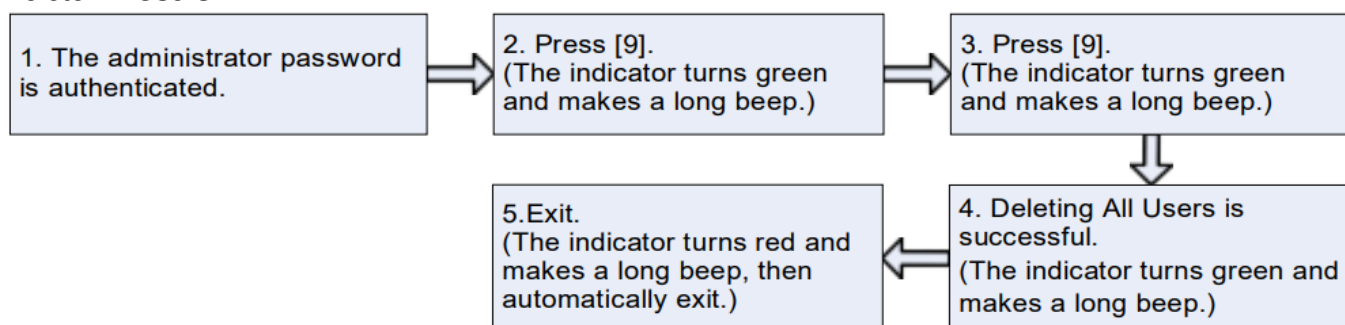 1. The administrator password
is authenticated.
2. Press [9].
(The indicator turns green
and makes a long beep.)
3. Press [9].
(The indicator turns green
and makes a long beep.)
4. Deleting All Users is
successful.
(The indicator turns green and
makes a long beep.)
5.Exit.
(The indicator turns red and
makes a long beep, then
automatically exit.)